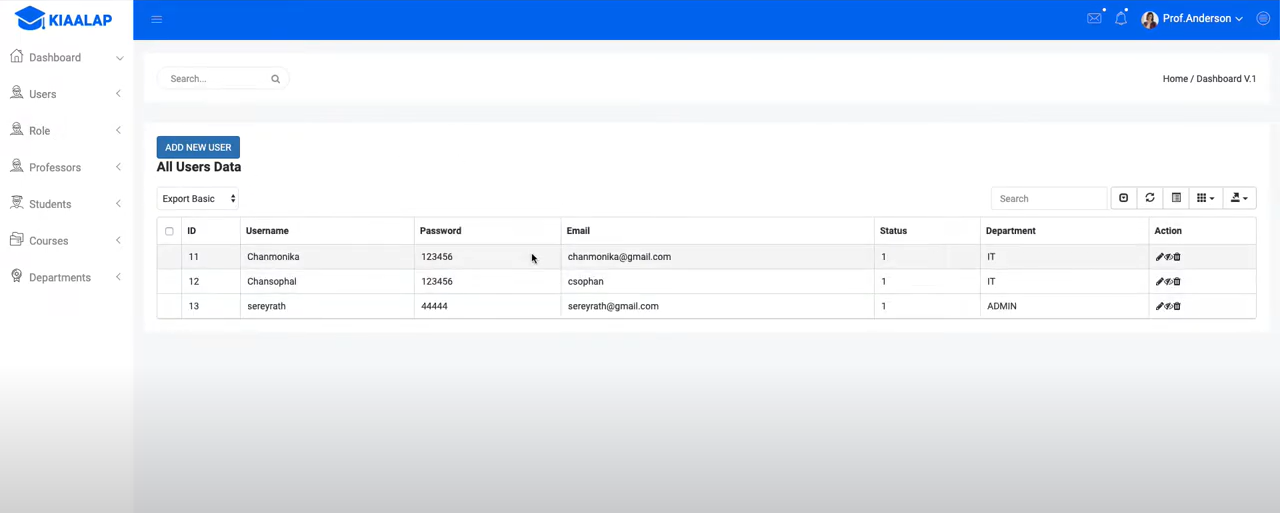 KIAALAP
Prof.Anderson
Dashboard
Users
Role
Professors
Students
Courses
Departments
Search...
Home / Dashboard V.1
ADD NEW USER
All Users Data
Export Basic
Search
ID Username Password Email Status Department Action
11 Chanmonika 123456 chanmonika@gmail.com 1 IT
12 Chansophal 123456 csophan 1 IT
13 sereyrath 44444 sereyrath@gmail.com 1 ADMIN